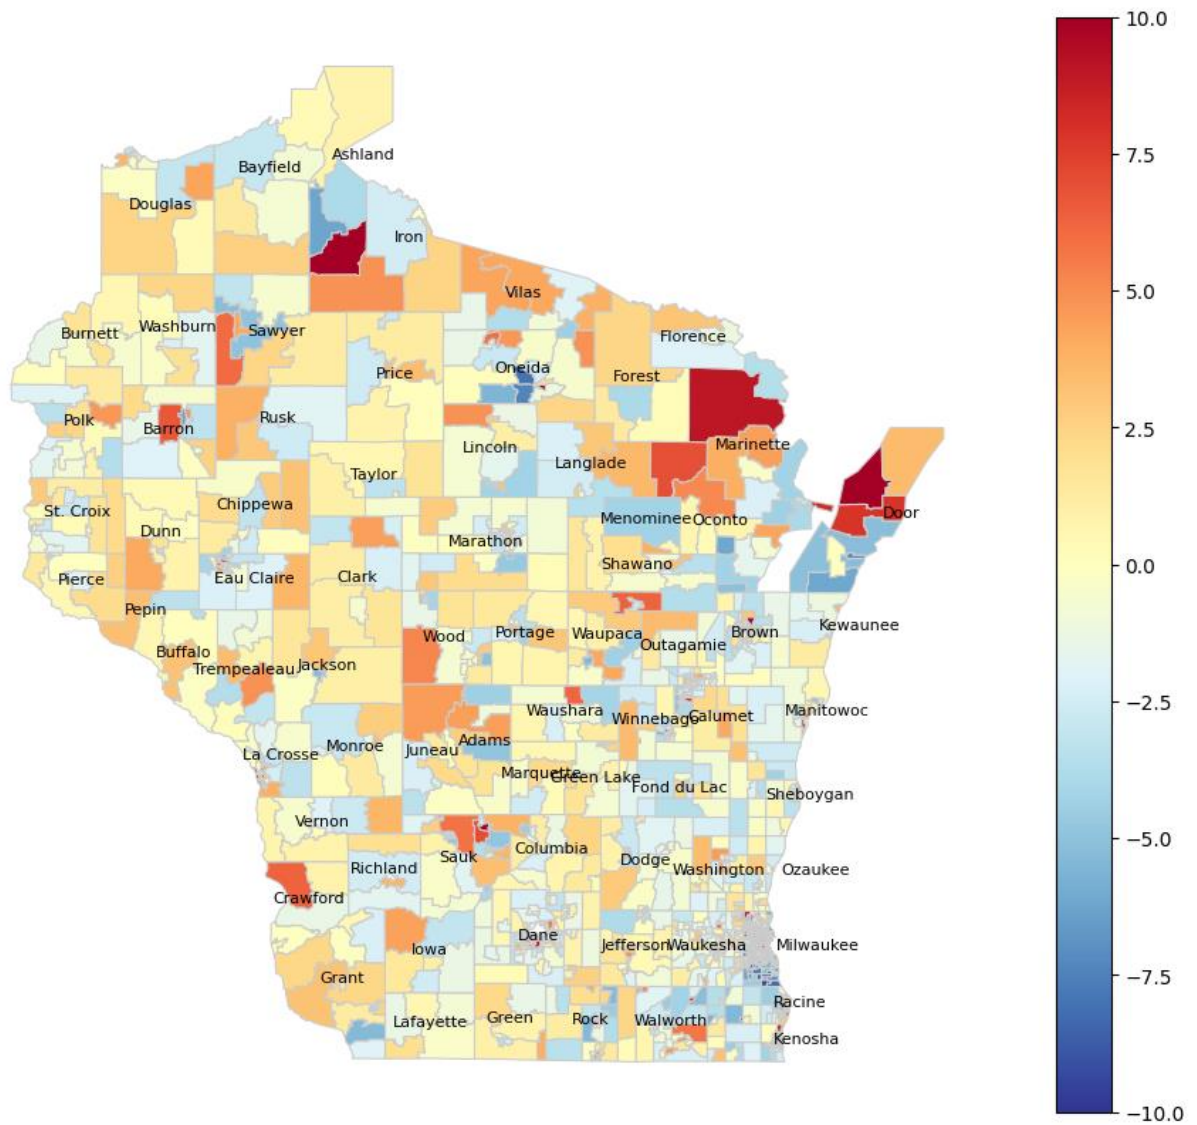 Ashland
Bayfield
Douglas
Iron
Vilas
Burnett
Washburn
Sawyer
Florence
Price
Oneida
Forest
Polk
Barron
Rusk
Lincoln
Marinette
Taylor
Langlade
St. Croix
Chippewa
Menominee
Oconto
Door
Dunn
Marathon
Shawano
Pierce
Eau Claire
Clark
Pepin
Wood
Portage
Waupaca
Brown
Kewaunee
Buffalo
Outagamie
Trempealeau
Jackson
Waushara
Winnebago
Calumet
Manitowoc
La Crosse
Monroe
Juneau
Adams
Marquette
Green Lake
Fond du Lac
Sheboygan
Vernon
Sauk
Columbia
Dodge
Washington
Ozaukee
Richland
Crawford
Iowa
Dane
Jefferson
Waukesha
Milwaukee
Grant
Lafayette
Green
Rock
Walworth
Racine
Kenosha
10.0
7.5
5.0
2.5
0.0
−2.5
−5.0
−7.5
−10.0